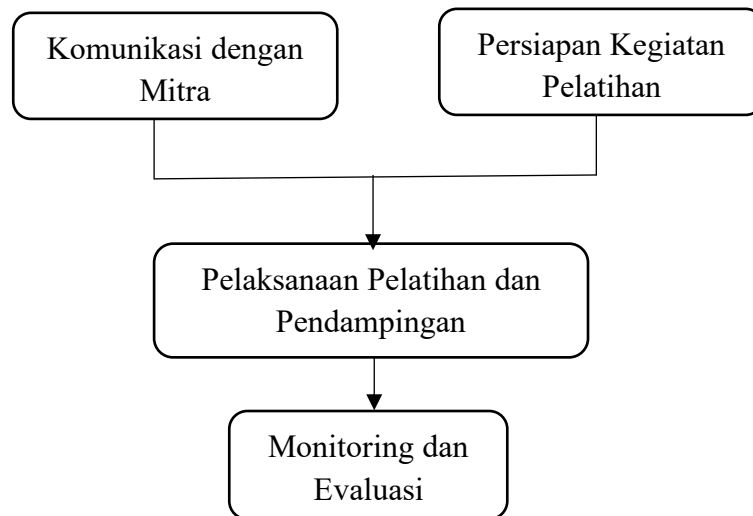 Komunikasi dengan
Mitra
Persiapan Kegiatan
Pelatihan
Pelaksanaan Pelatihan dan
Pendampingan
Monitoring dan
Evaluasi